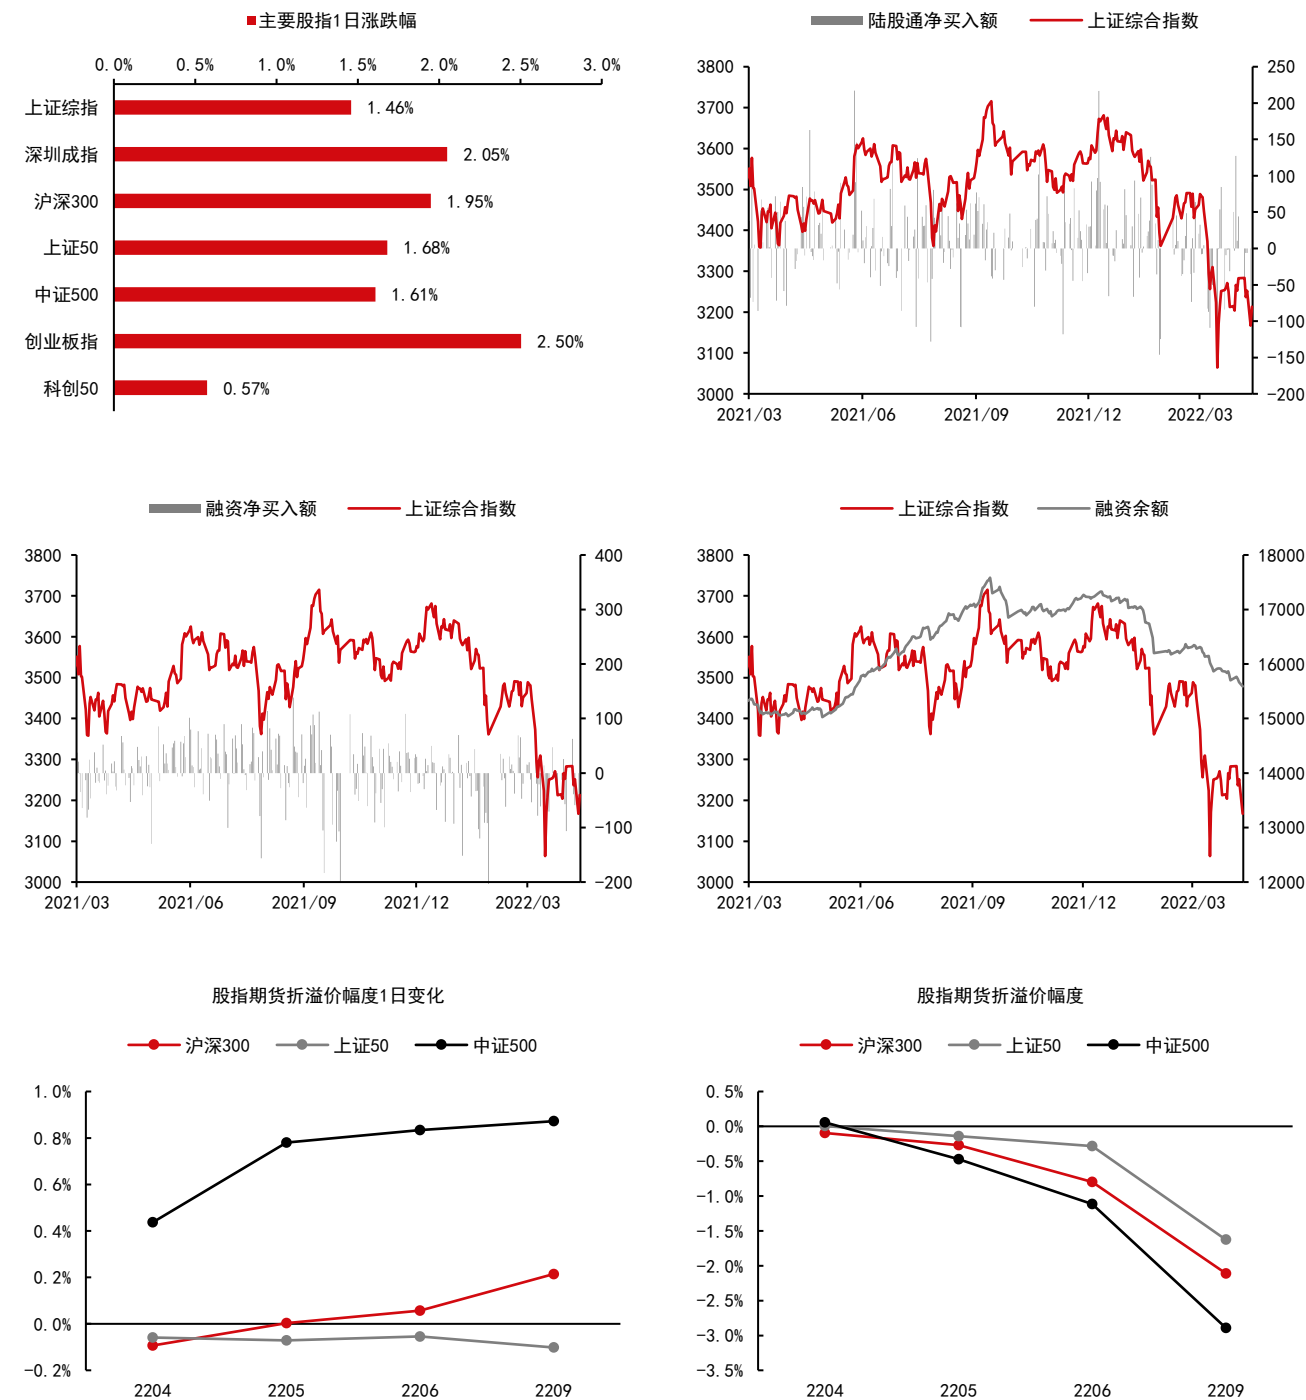 主要股指1日涨跌幅
0.0% 0.5% 1.0% 1.5% 2.0% 2.5% 3.0%
上证综指 1.46%
深圳成指 2.05%
沪深300 1.95%
上证50 1.68%
中证500 1.61%
创业板指 2.50%
科创50 0.57%
陆股通净买入额 上证综合指数
3800 250
3700 200
3600 150
3500 100
3400 50
3300 0
3200 -50
3100 -100
3000 -150
-200
2021/03 2021/06 2021/09 2021/12 2022/03
融资净买入额 上证综合指数
3800 400
3700 300
3600 200
3500 100
3400 0
3300 -100
3200 -200
3100
3000
2021/03 2021/06 2021/09 2021/12 2022/03
上证综合指数 融资余额
3800 18000
3700 17000
3600 16000
3500 15000
3400 14000
3300 13000
3200 12000
3100
3000
2021/03 2021/06 2021/09 2021/12 2022/03
股指期货折溢价幅度1日变化
沪深300 上证50 中证500
1.0%
0.8%
0.6%
0.4%
0.2%
0.0%
-0.2%
2204 2205 2206 2209
股指期货折溢价幅度
沪深300 上证50 中证500
0.5%
0.0%
-0.5%
-1.0%
-1.5%
-2.0%
-2.5%
-3.0%
-3.5%
2204 2205 2206 2209